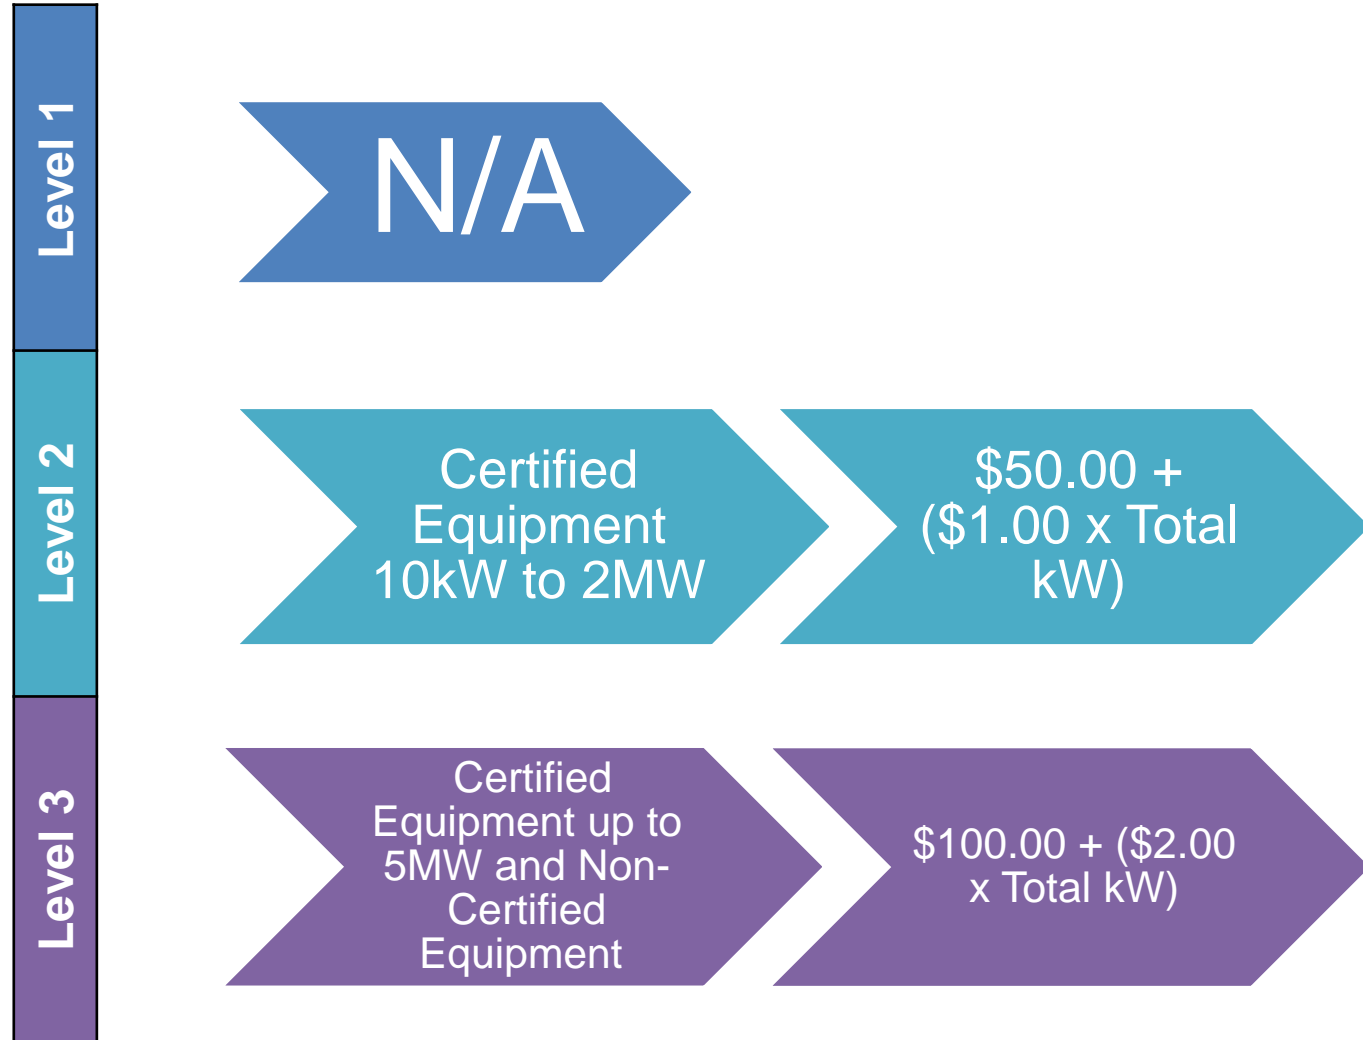 Level 1
N/A
Level 2
Certified
Equipment
10kW to 2MW
$50.00 +
($1.00 x Total
kW)
Level 3
Certified
Equipment up to
5MW and Non-
Certified
Equipment
$100.00 + ($2.00
x Total kW)